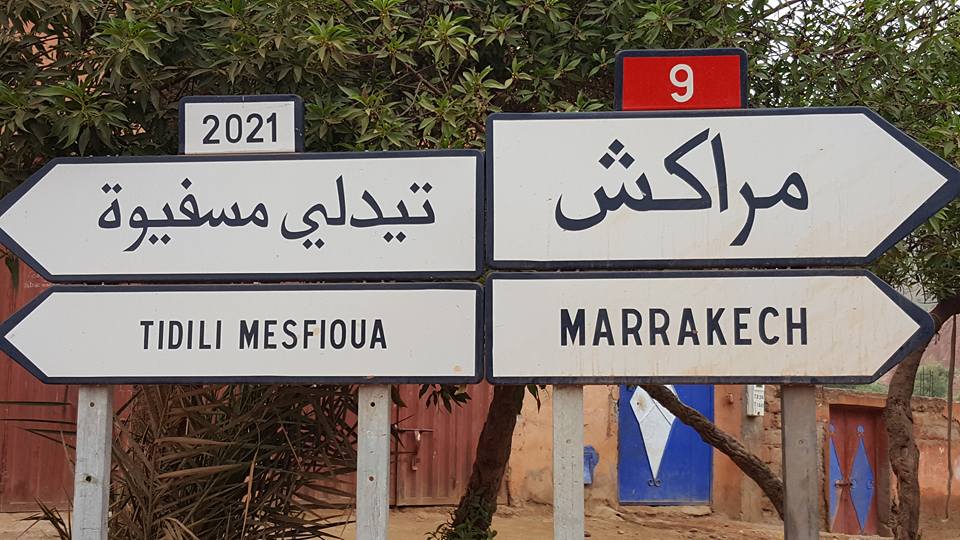 2021
تيدلي مسفيوة
TIDILI MESFIOUA
9
مراكش
MARRAKECH